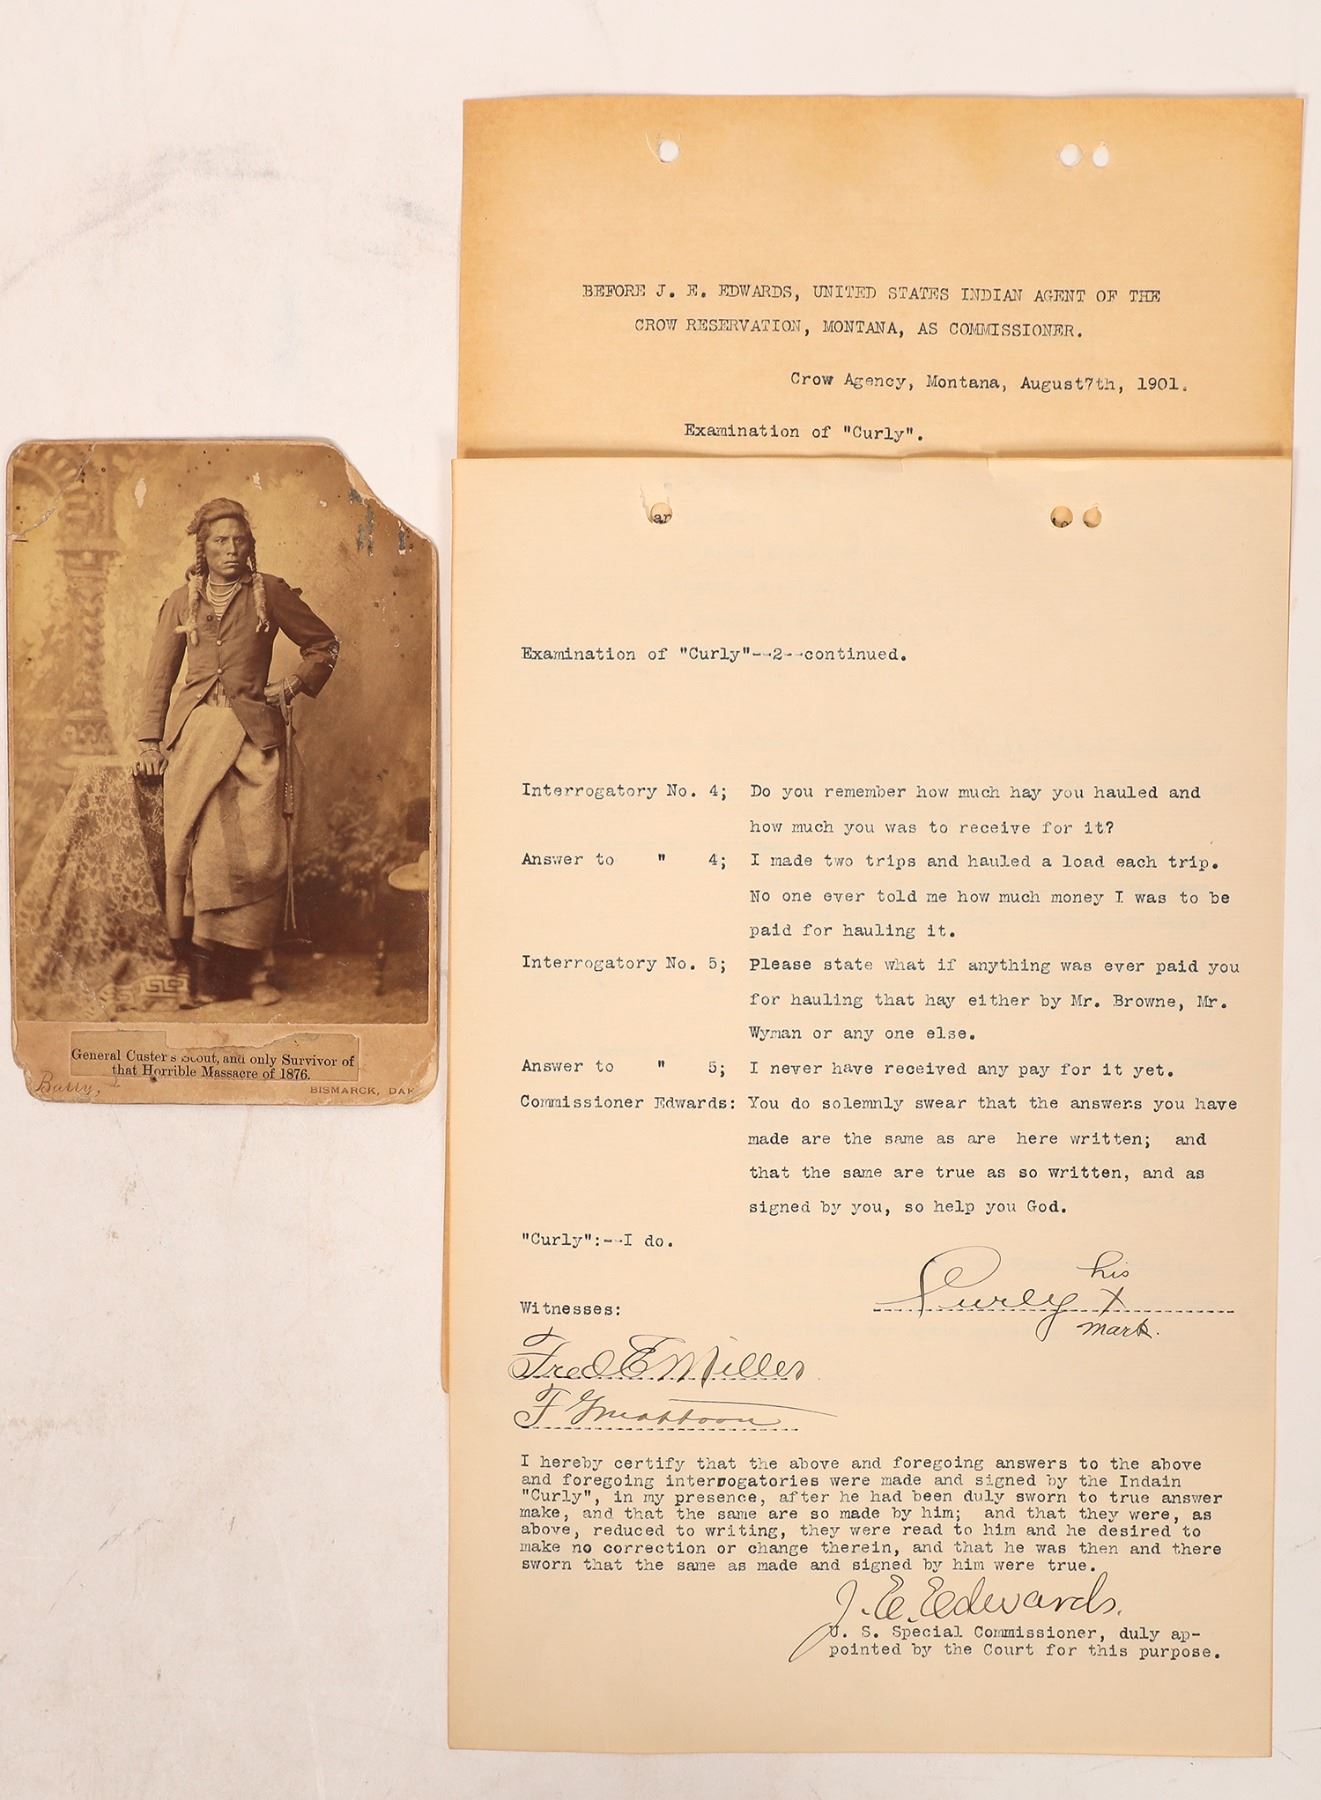 BEFORE J. E. EDWARDS, UNITED STATES INDIAN AGENT OF THE
CROW RESERVATION, MONTANA, AS COMMISSIONER.
Crow Agency, Montana, August7th, 1901.
Examination of "Curly".
ar
Examination of "Curly"--2--continued.
Interrogatory No. 4; Do you remember how much hay you hauled and
how much you was to receive for it?
Answer to " 4; I made two trips and hauled a load each trip.
No one ever told me how much money I was to be
paid for hauling it.
Interrogatory No. 5; Please state what if anything was ever paid you
for hauling that hay either by Mr. Browne, Mr.
Wyman or any one else.
Answer to " 5; I never have received any pay for it yet.
Commissioner Edwards: You do solemnly swear that the answers you have
made are the same as are here written; and
that the same are true as so written, and as
signed by you, so help you God.
"Curly":--I do.
his
Curly X
mark.
Witnesses:
Fred E Miller
F G Mattoon
I hereby certify that the above and foregoing answers to the above
and foregoing interrogatories were made and signed by the Indain
"Curly", in my presence, after he had been duly sworn to true answer
make, and that the same are so made by him; and that they were, as
above, reduced to writing, they were read to him and he desired to
make no correction or change therein, and that he was then and there
sworn that the same as made and signed by him were true.
J. E. Edwards.
U. S. Special Commissioner, duly ap-
pointed by the Court for this purpose.
General Custer's Scout, and only Survivor of
that Horrible Massacre of 1876.
Barry,
BISMARCK, DAK